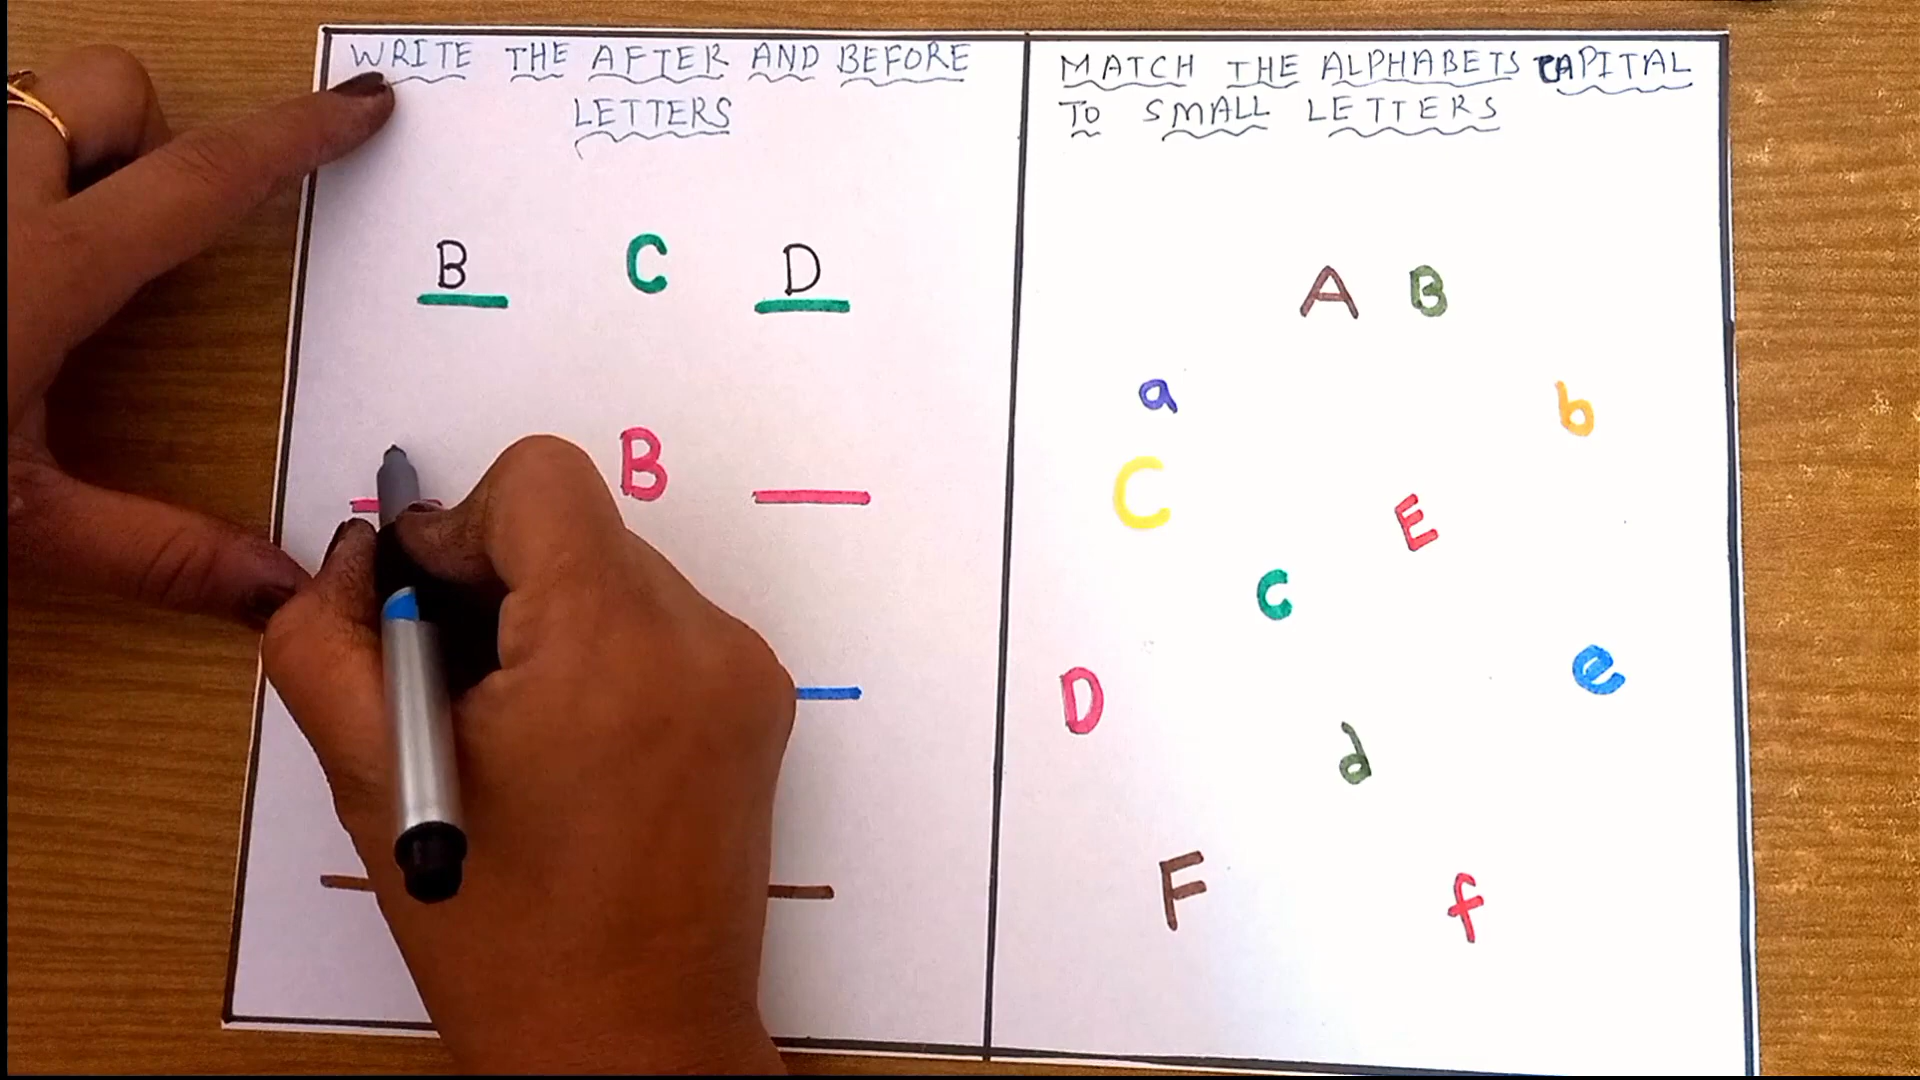 WRITE THE AFTER AND BEFORE
LETTERS
B C D
B
MATCH THE ALPHABETS CAPITAL
TO SMALL LETTERS
A B
a b
C E
c
D e
d
F f